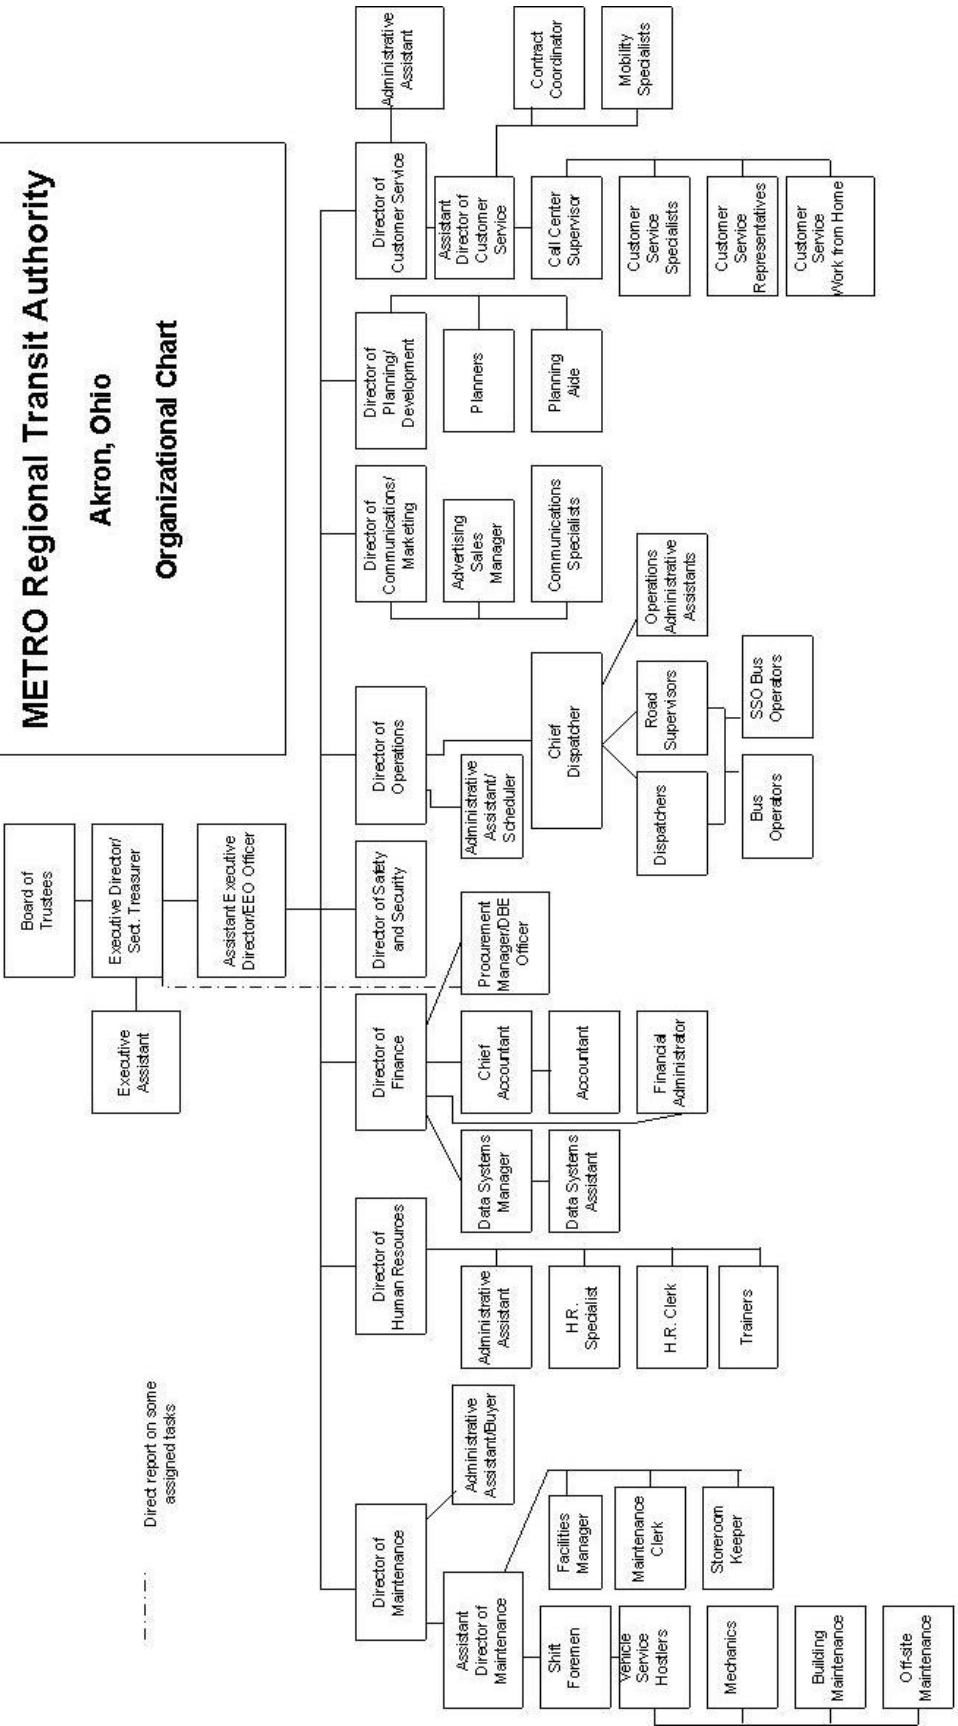 METRO Regional Transit Authority
Akron, Ohio
Organizational Chart
Board of
Trustees
Executive Director/
Sect. Treasurer
Executive
Assistant
Assistant Executive
Director/EEO Officer
Direct report on some
assigned tasks
Director of
Maintenance
Administrative
Assistant/Buyer
Assistant
Director of
Maintenance
Facilities
Manager
Maintenance
Clerk
Storeroom
Keeper
Shift
Foremen
Vehicle
Service
Hostlers
Mechanics
Building
Maintenance
Off-site
Maintenance
Director of
Human Resources
Administrative
Assistant
H.R.
Specialist
H.R. Clerk
Trainers
Director of
Finance
Data Systems
Manager
Data Systems
Assistant
Chief
Accountant
Accountant
Financial
Administrator
Procurement
Manager/DBE
Officer
Director of Safety
and Security
Director of
Operations
Administrative
Assistant/
Scheduler
Chief
Dispatcher
Dispatchers
Road
Supervisors
Operations
Administrative
Assistants
Bus
Operators
SSO Bus
Operators
Director of
Communications/
Marketing
Advertising
Sales
Manager
Communications
Specialists
Director of
Planning/
Development
Planners
Planning
Aide
Director of
Customer Service
Administrative
Assistant
Assistant
Director of
Customer
Service
Contract
Coordinator
Mobility
Specialists
Call Center
Supervisor
Customer
Service
Specialists
Customer
Service
Representatives
Customer
Service
Work from Home